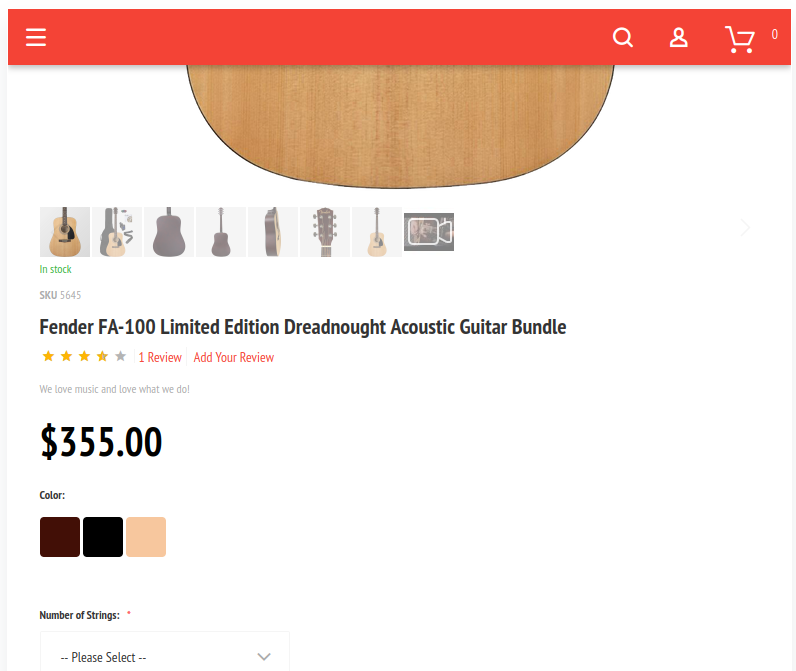 0
In stock
SKU 5645
Fender FA-100 Limited Edition Dreadnought Acoustic Guitar Bundle
1 Review Add Your Review
We love music and love what we do!
$355.00
Color:
Number of Strings: *
-- Please Select --